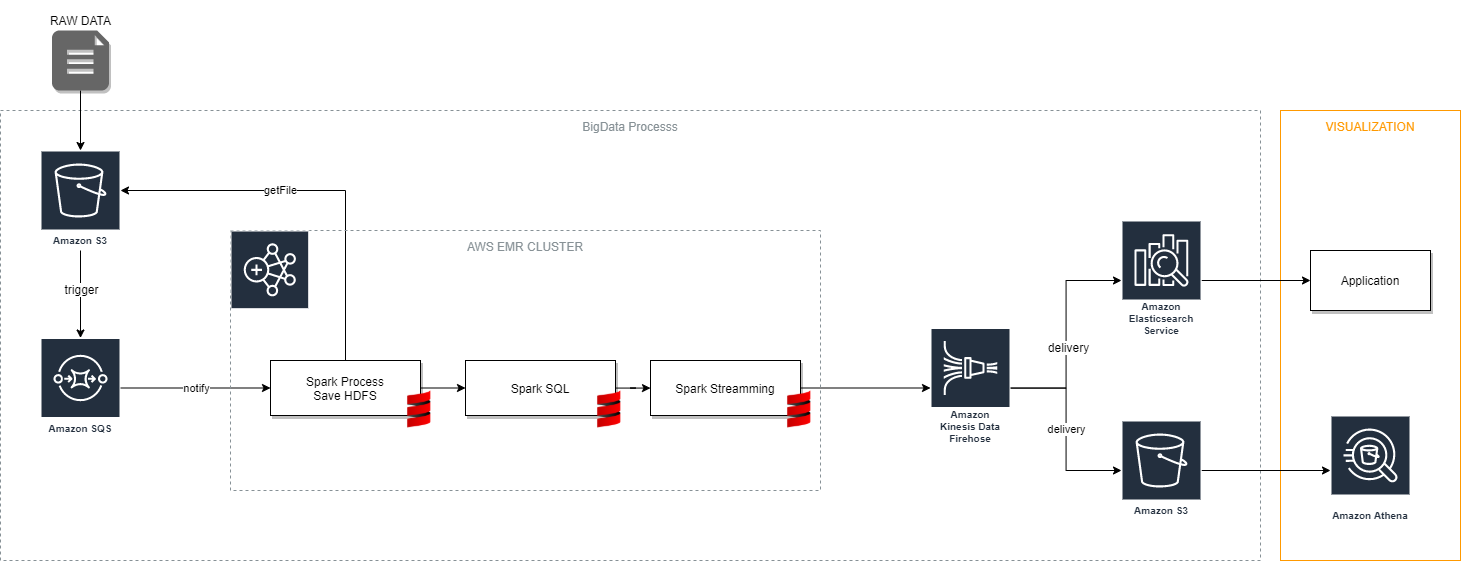 RAW DATA
BigData Processs
VISUALIZATION
Amazon S3
getFile
AWS EMR CLUSTER
trigger
Amazon SQS
notify
Spark Process
Save HDFS
Spark SQL
Spark Streamming
Amazon
Kinesis Data
Firehose
delivery
delivery
Amazon
Elasticsearch
Service
Application
Amazon S3
Amazon Athena